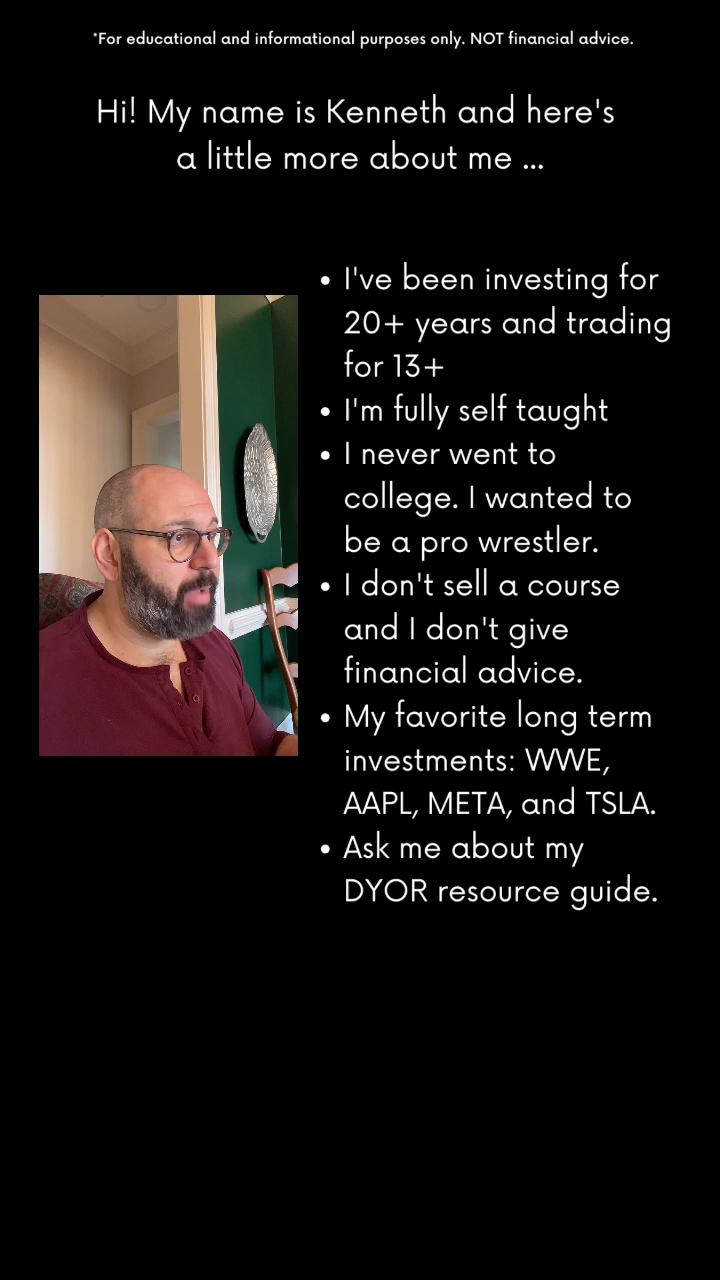 *For educational and informational purposes only. NOT financial advice.
Hi! My name is Kenneth and here's
a little more about me ...
• I've been investing for
20+ years and trading
for 13+
• I'm fully self taught
• I never went to
college. I wanted to
be a pro wrestler.
• I don't sell a course
and I don't give
financial advice.
• My favorite long term
investments: WWE,
AAPL, META, and TSLA.
• Ask me about my
DYOR resource guide.